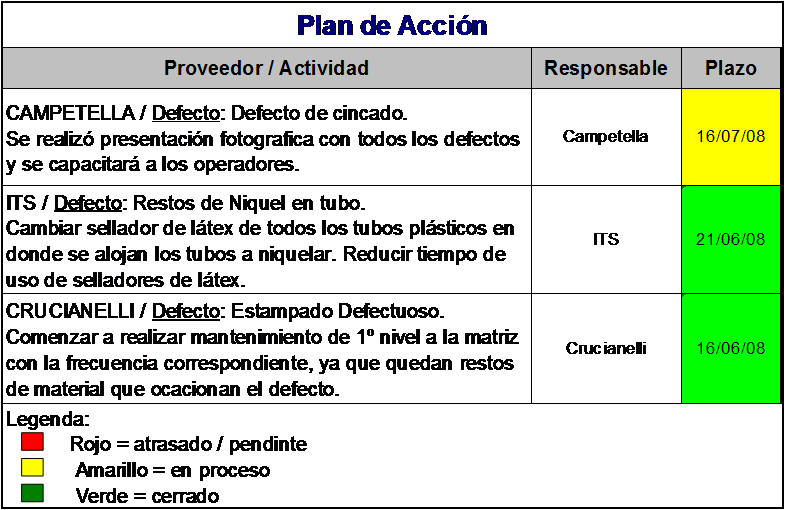 Plan de Acción
Proveedor / Actividad
Responsable
Plazo
CAMPETELLA / Defecto: Defecto de cincado.
Se realizó presentación fotografica con todos los defectos
y se capacitará a los operadores.
Campetella
16/07/08
ITS / Defecto: Restos de Niquel en tubo.
Cambiar sellador de látex de todos los tubos plásticos en
donde se alojan los tubos a niquelar. Reducir tiempo de
uso de selladores de látex.
ITS
21/06/08
CRUCIANELLI / Defecto: Estampado Defectuoso.
Comenzar a realizar mantenimiento de 1º nivel a la matriz
con la frecuencia correspondiente, ya que quedan restos
de material que ocacionan el defecto.
Crucianelli
16/06/08
Legenda:
Rojo = atrasado / pendinte
Amarillo = en proceso
Verde = cerrado